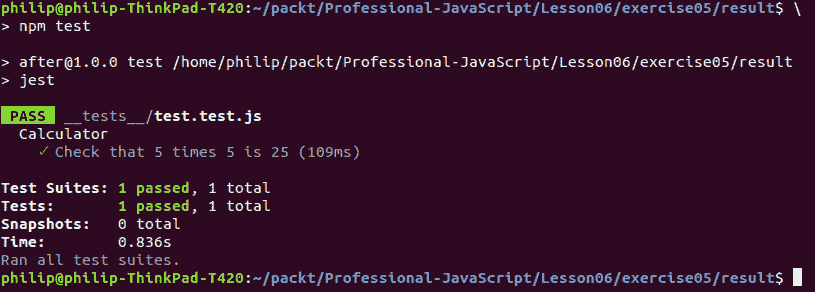 philip@philip-ThinkPad-T420:~/packt/Professional-JavaScript/Lesson06/exercise05/result$ \
> npm test
> after@1.0.0 test /home/philip/packt/Professional-JavaScript/Lesson06/exercise05/result
> jest
PASS __tests__/test.test.js
Calculator
✓ Check that 5 times 5 is 25 (109ms)
Test Suites: 1 passed, 1 total
Tests: 1 passed, 1 total
Snapshots: 0 total
Time: 0.836s
Ran all test suites.
philip@philip-ThinkPad-T420:~/packt/Professional-JavaScript/Lesson06/exercise05/result$